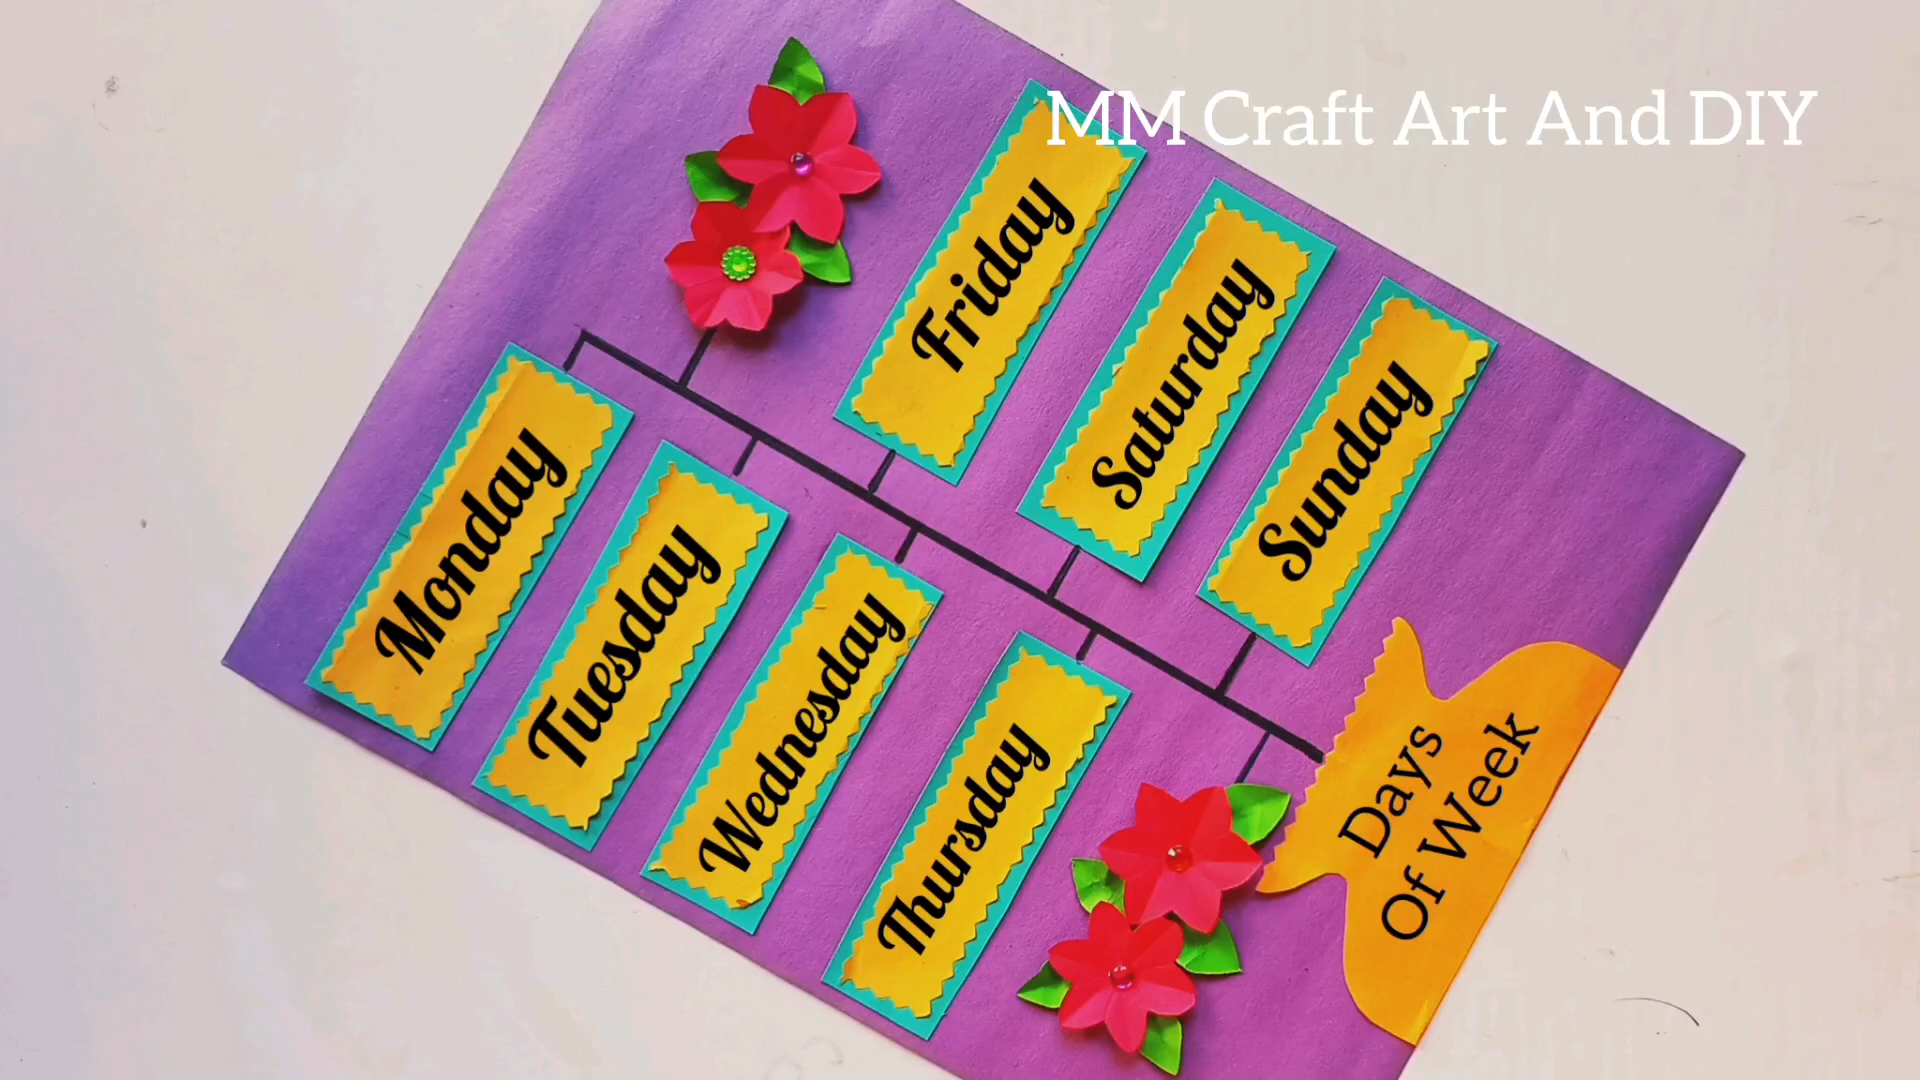 MM Craft Art And DIY
Days
Of Week
Monday
Tuesday
Wednesday
Thursday
Friday
Saturday
Sunday